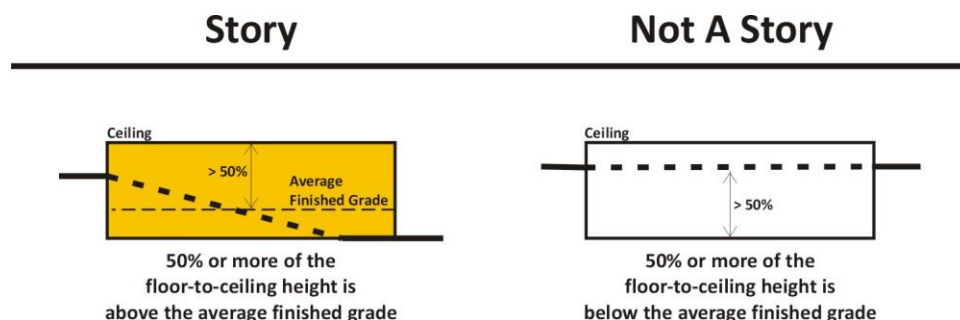 Story
Not A Story
Ceiling
> 50%
Average
Finished Grade
50% or more of the
floor-to-ceiling height is
above the average finished grade
Ceiling
> 50%
50% or more of the
floor-to-ceiling height is
below the average finished grade